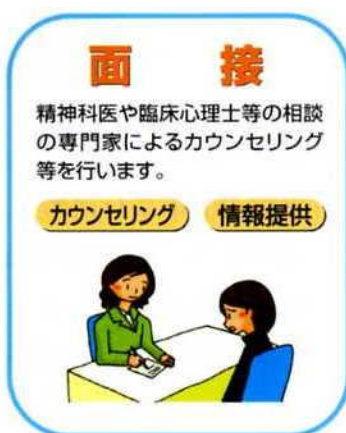 面 接
精神科医や臨床心理士等の相談
の専門家によるカウンセリング
等を行います。
カウンセリング 情報提供